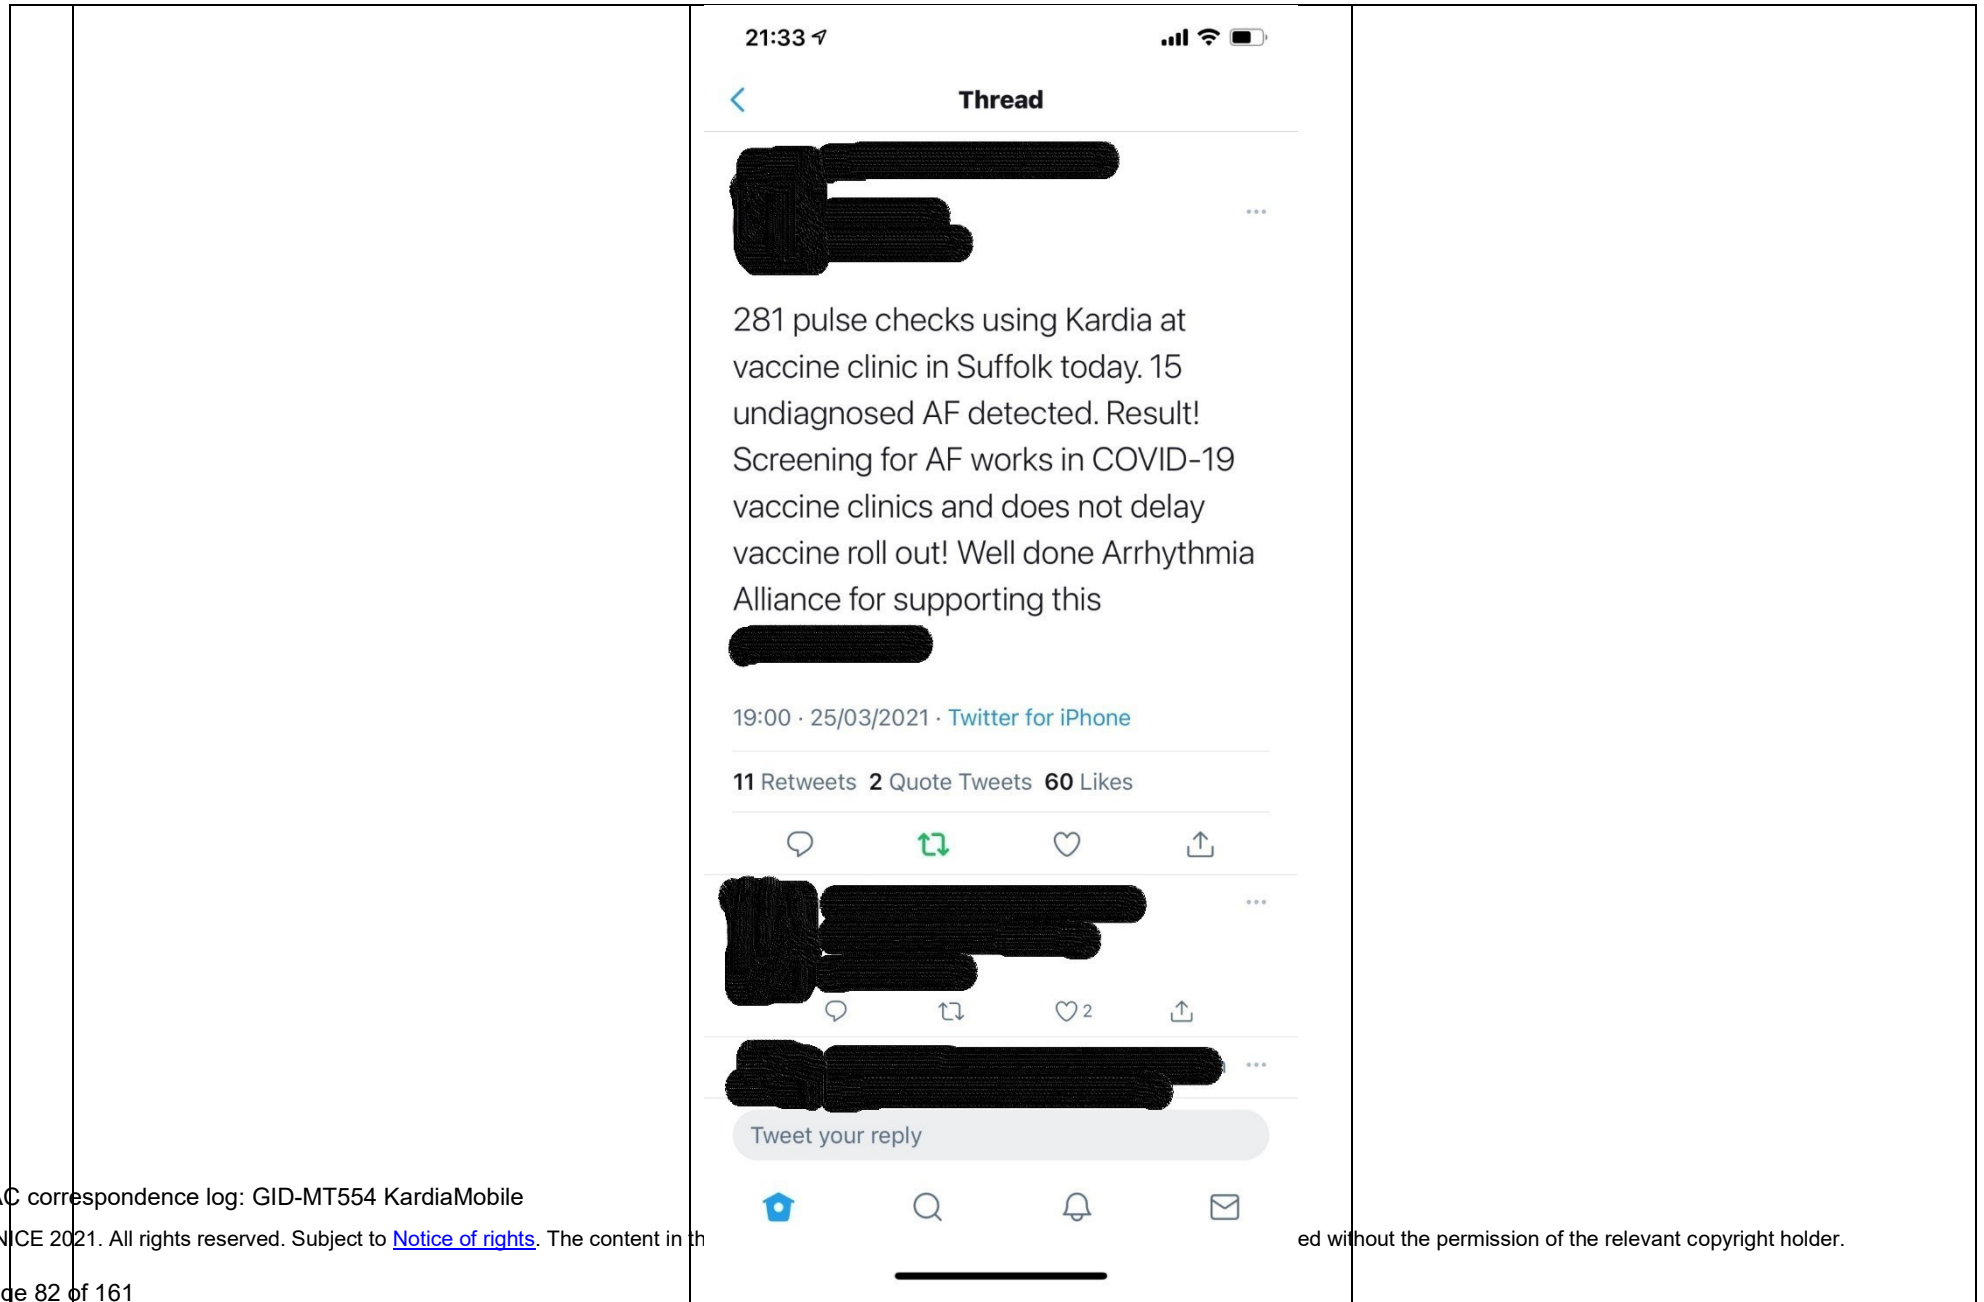 21:33
Thread
281 pulse checks using Kardia at
vaccine clinic in Suffolk today. 15
undiagnosed AF detected. Result!
Screening for AF works in COVID-19
vaccine clinics and does not delay
vaccine roll out! Well done Arrhythmia
Alliance for supporting this
19:00 · 25/03/2021 · Twitter for iPhone
11 Retweets 2 Quote Tweets 60 Likes
2
Tweet your reply
C correspondence log: GID-MT554 KardiaMobile
NICE 2021. All rights reserved. Subject to Notice of rights. The content in th
ed without the permission of the relevant copyright holder.
ge 82 of 161